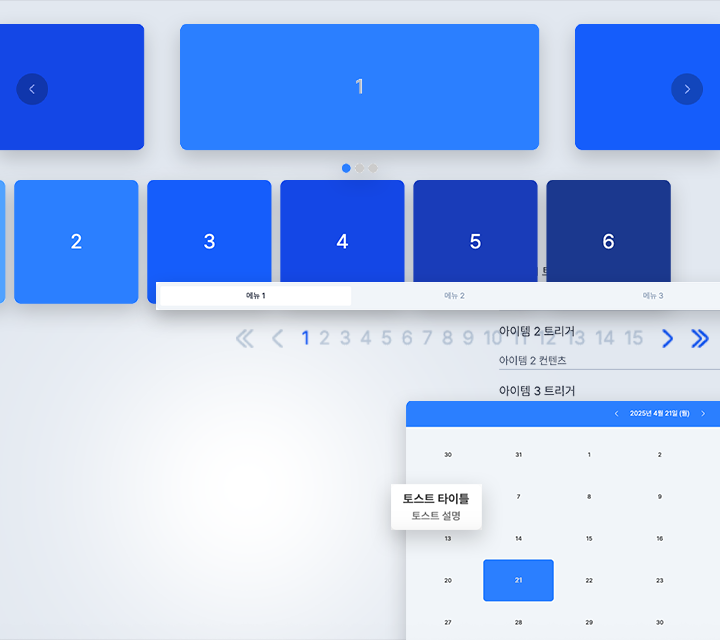 1
2 3 4 5 6
메뉴 1 메뉴 2 메뉴 3
1 2 3 4 5 6 7 8 9 10 11 12 13 14 15
아이템 2 트리거
아이템 2 컨텐츠
아이템 3 트리거
2025년 4월 21일 (월)
30 31 1 2
7 8 9
토스트 타이틀
토스트 설명
13 14 15 16
20 21 22 23
27 28 29 30